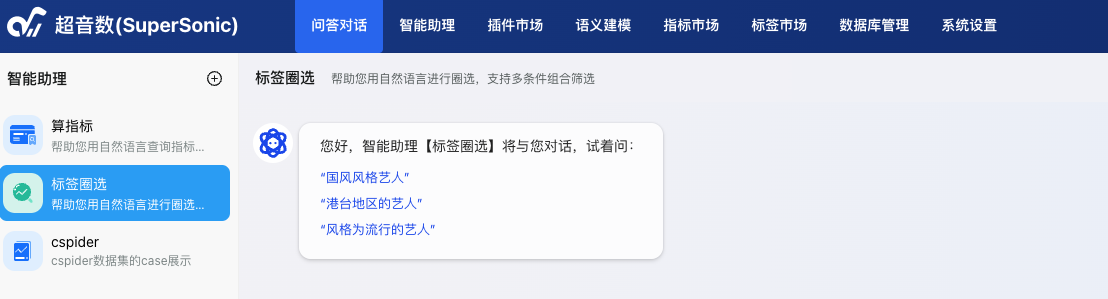 超音数(SuperSonic) 问答对话 智能助理 插件市场 语义建模 指标市场 标签市场 数据库管理 系统设置
智能助理
标签圈选 帮助您用自然语言进行圈选，支持多条件组合筛选
算指标
帮助您用自然语言查询指标...
标签圈选
帮助您用自然语言进行圈选...
cspider
cspider数据集的case展示
您好，智能助理【标签圈选】将与您对话，试着问：
“国风风格艺人”
“港台地区的艺人”
“风格为流行的艺人”